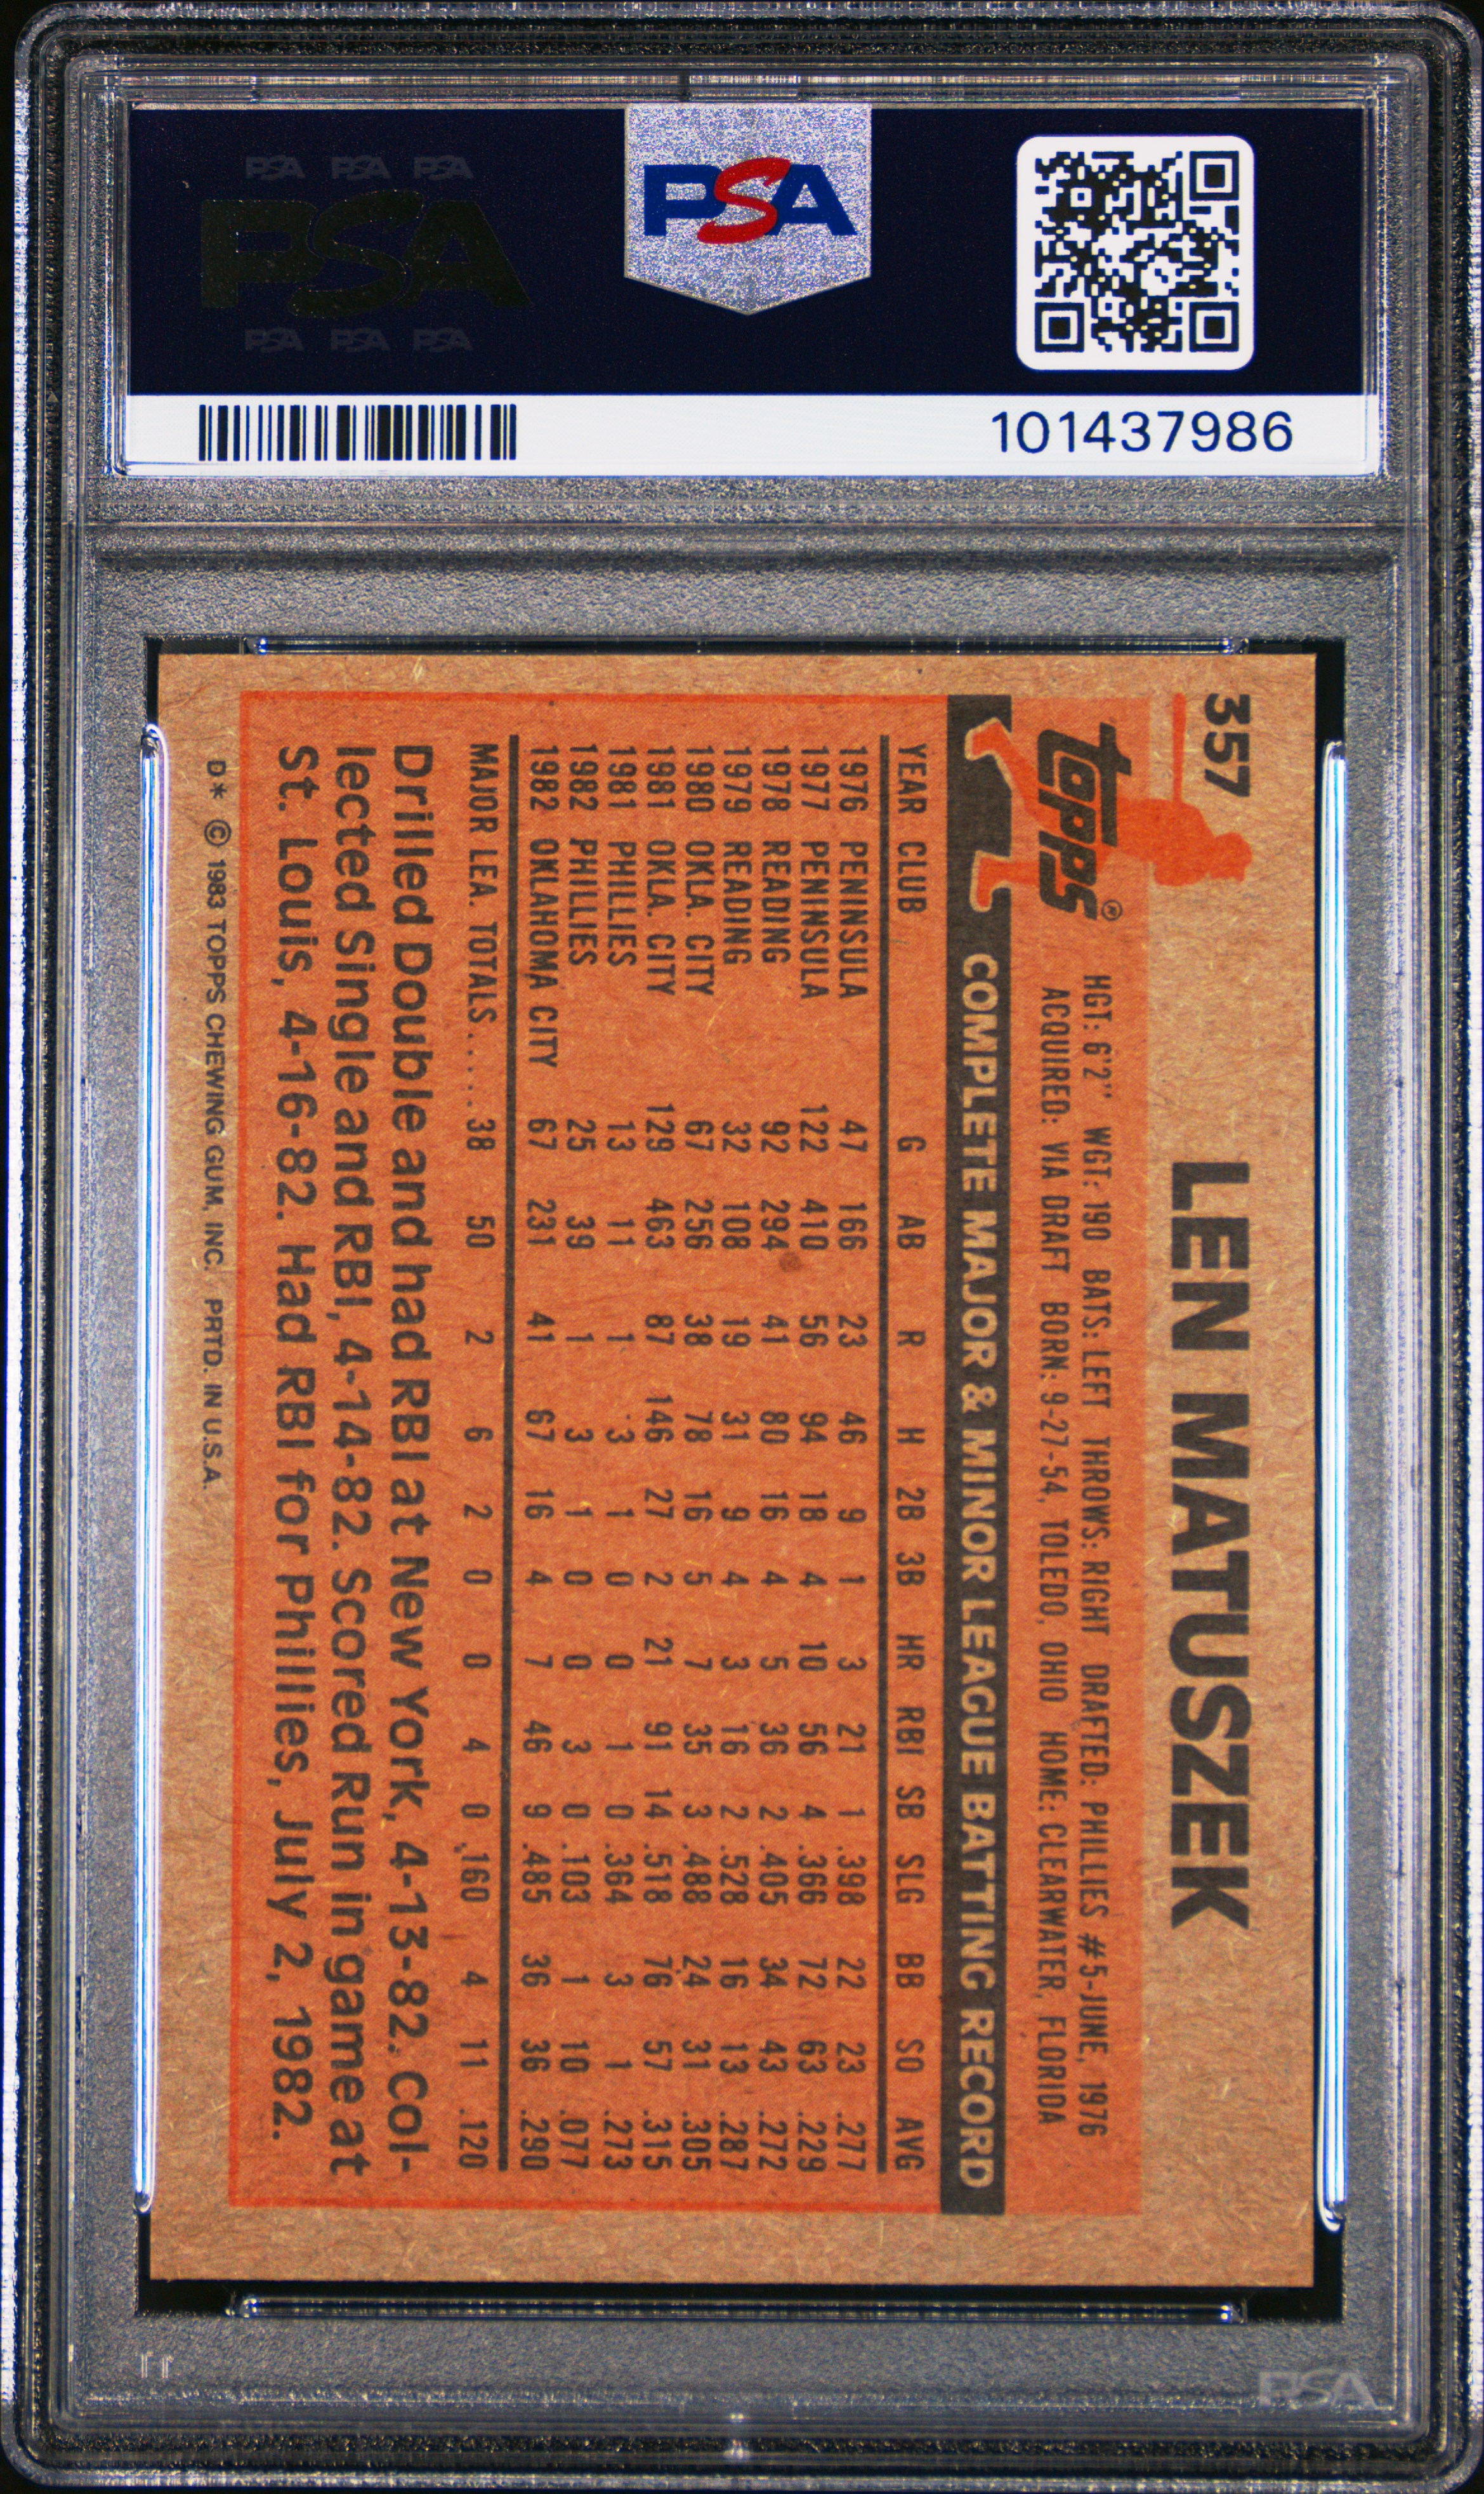 PSA PSA PSA
PSA
PSA PSA PSA
PSA
101437986
357
LEN MATUSZEK
topps®
HGT: 6'2" WGT: 190 BATS: LEFT THROWS: RIGHT DRAFTED: PHILLIES #5-JUNE, 1976
ACQUIRED: VIA DRAFT BORN: 9-27-54, TOLEDO, OHIO HOME: CLEARWATER, FLORIDA
COMPLETE MAJOR & MINOR LEAGUE BATTING RECORD
YEAR CLUB G AB R H 2B 3B HR RBI SB SLG BB SO AVG
1976 PENINSULA 47 166 23 46 9 1 3 21 1 .398 22 23 .277
1977 PENINSULA 122 410 56 94 18 4 10 56 4 .366 72 63 .229
1978 READING 92 294 41 80 16 4 5 36 2 .405 34 43 .272
1979 READING 32 108 19 31 9 4 3 16 2 .528 16 13 .287
1980 OKLA. CITY 67 256 38 78 16 5 7 35 3 .488 24 31 .305
1981 OKLA. CITY 129 463 87 146 27 2 21 91 14 .518 76 57 .315
1981 PHILLIES 13 11 1 3 1 0 0 1 0 .364 3 1 .273
1982 PHILLIES 25 39 1 3 1 0 0 3 0 .103 1 10 .077
1982 OKLAHOMA CITY 67 231 41 67 16 4 7 46 9 .485 36 36 .290
MAJOR LEA. TOTALS..... 38 50 2 6 2 0 0 4 0 .160 4 11 .120
Drilled Double and had RBI at New York, 4-13-82. Col-
lected Single and RBI, 4-14-82. Scored Run in game at
St. Louis, 4-16-82. Had RBI for Phillies, July 2, 1982.
D* © 1983 TOPPS CHEWING GUM, INC. PRTD. IN U.S.A.
PSA